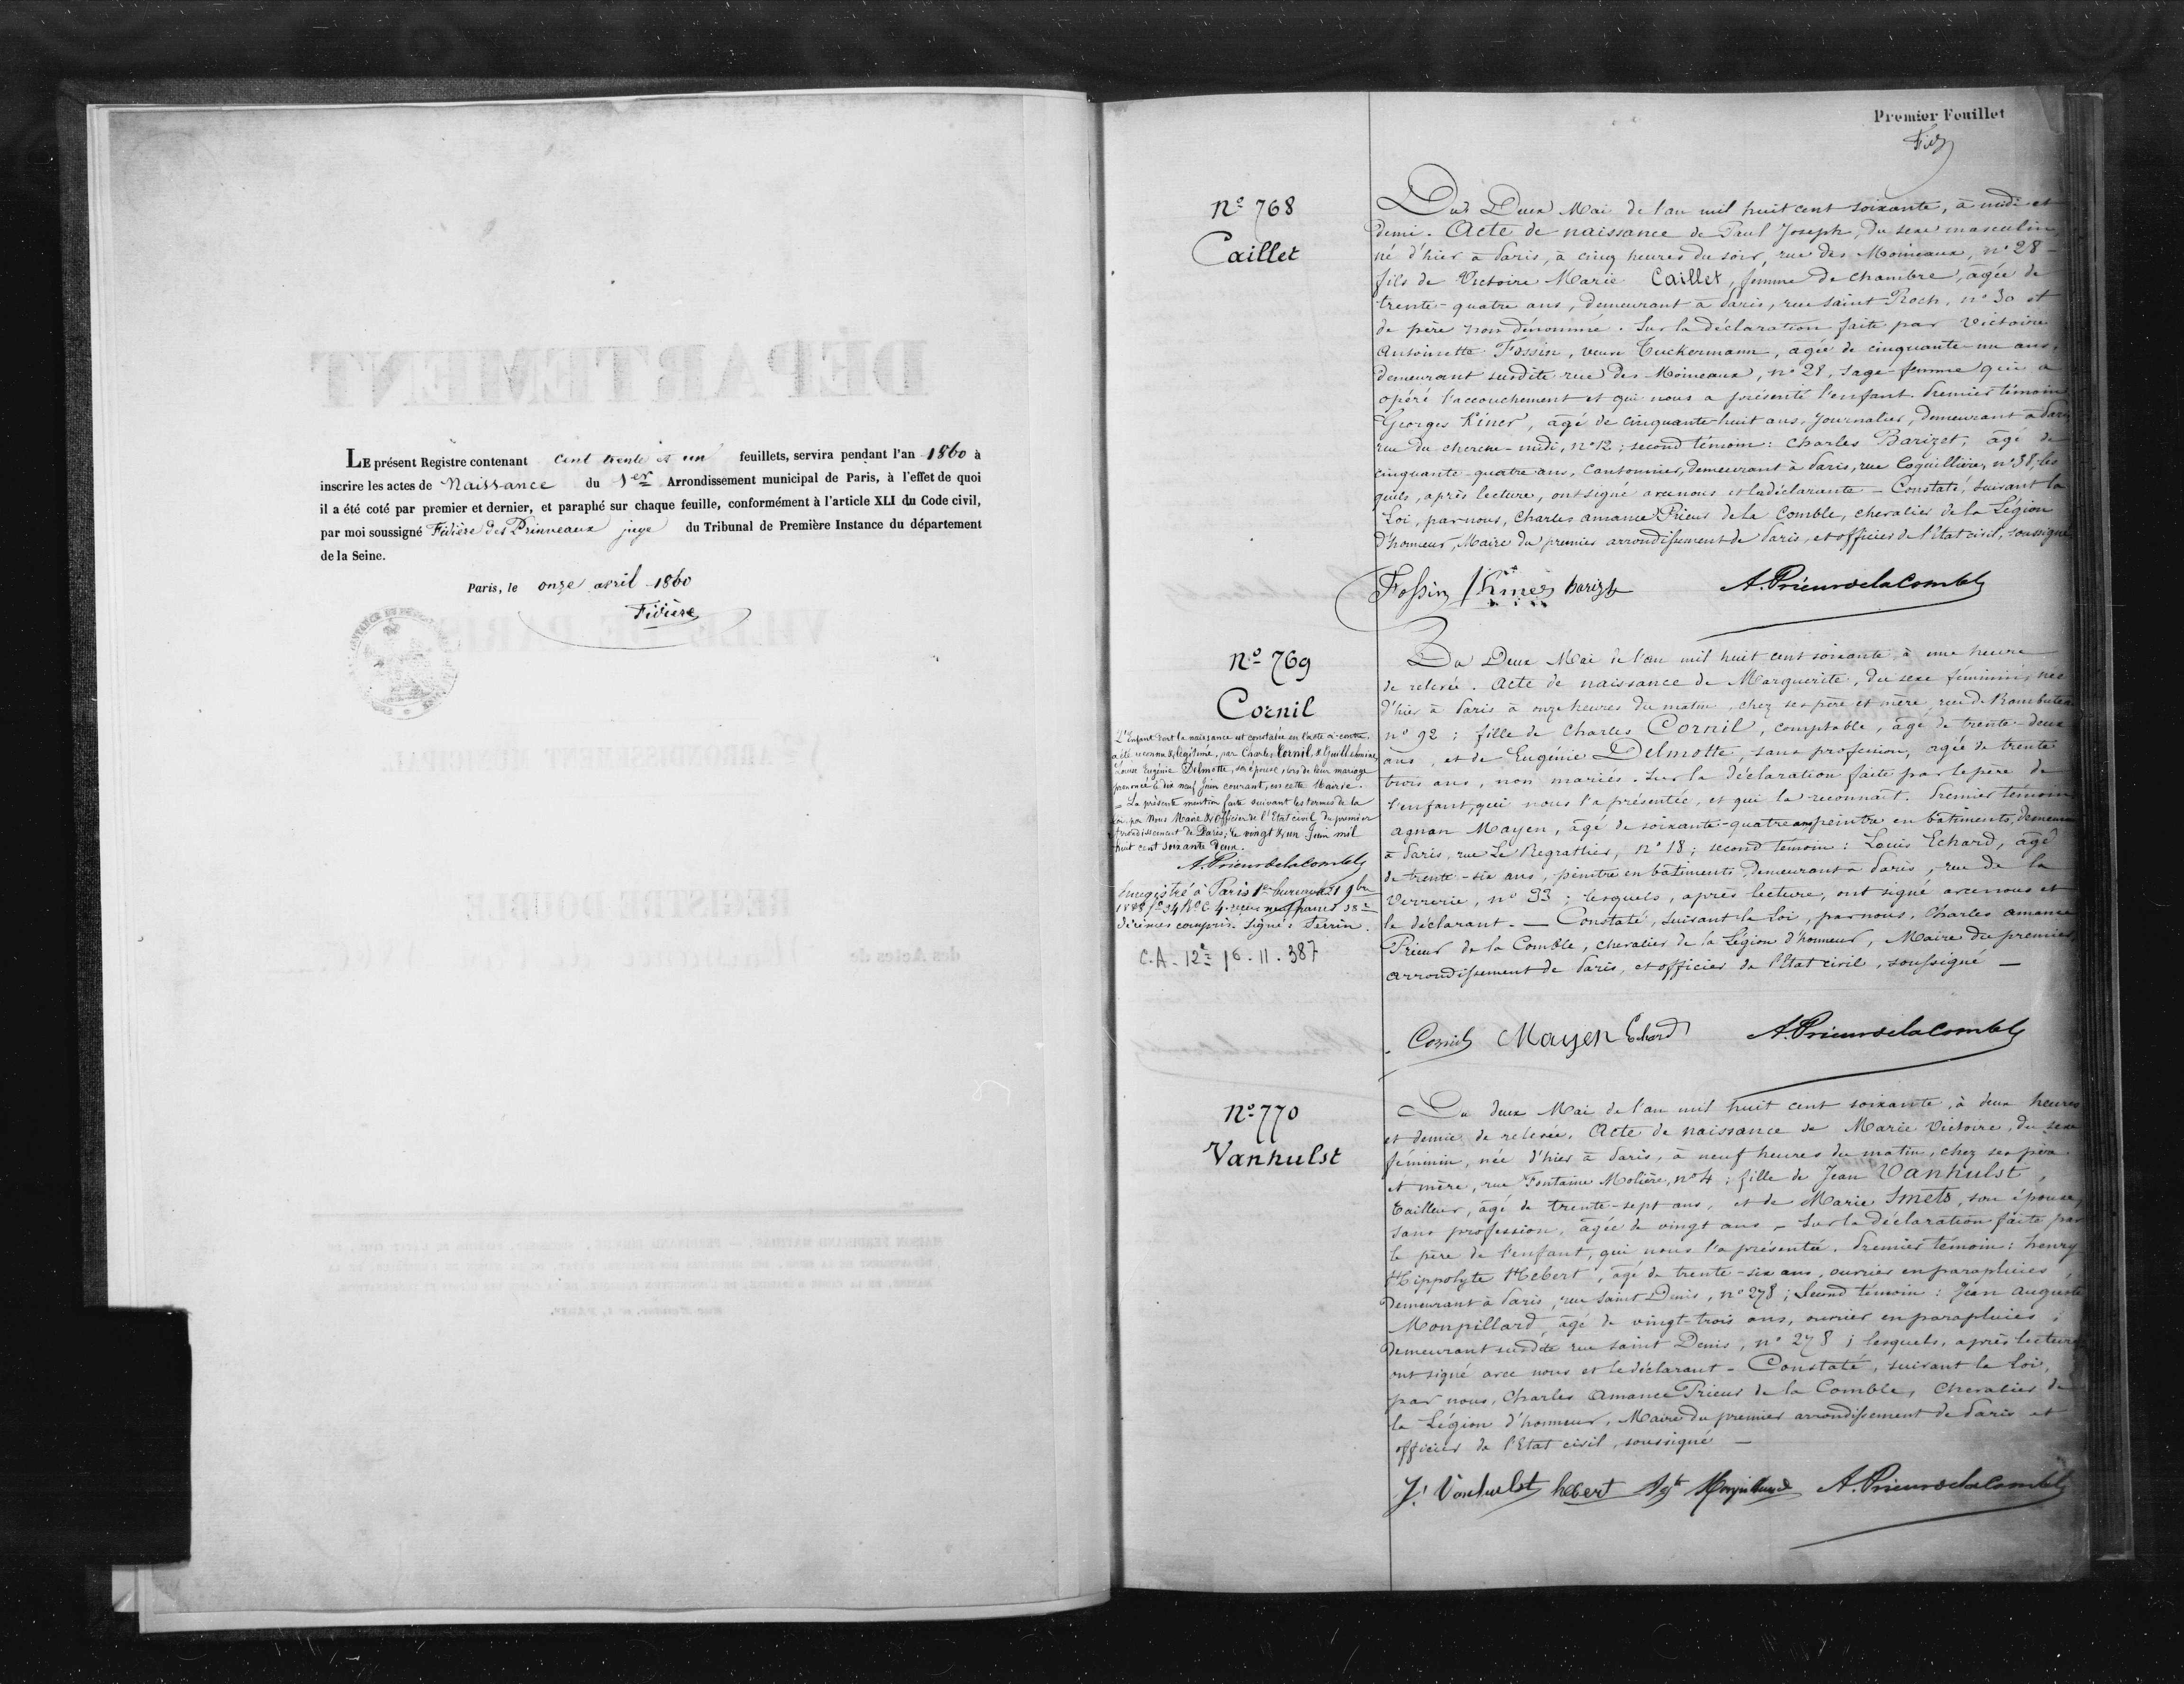 LE présent Registre contenant cent trente et un feuillets, servira pendant l'an 1860 à
inscrire les actes de Naissance du 1er Arrondissement municipal de Paris, à l'effet de quoi
il a été coté par premier et dernier, et paraphé sur chaque feuille, conformément à l'article XLI du Code civil,
par moi soussigné Fidière des Prinveaux juge du Tribunal de Première Instance du département
de la Seine.
Paris, le onze avril 1860
Fidière
Premier Feuillet
Nº 768
Caillet
Du Deux Mai de l'an mil huit cent soixante, à midi et
demi. Acte de naissance de Paul Joseph, du sexe masculin,
né d'hier à Paris, à cinq heures du soir, rue des Moineaux, nº 28
fils de Victoire Marie Caillet, femme de chambre, âgée de
trente-quatre ans, demeurant à Paris, rue Saint Roch, nº 30 et
de père non dénommé. Sur la déclaration faite par Victoire
Antoinette Fossin, veuve Tuckermann, âgée de cinquante-un ans,
demeurant susdite rue des Moineaux, nº 28, sage-femme qui a
opéré l'accouchement et qui nous a présenté l'enfant. Premier témoin
Georges Kiner, âgé de cinquante huit ans, journalier, demeurant à Paris
rue du cherche-midi, nº 12; second témoin: Charles Barizet, âgé de
cinquante-quatre ans, Cantonnier, demeurant à Paris, rue Coquillière, nº 38, les
quels, après lecture, ont signé avec nous et la déclarante - Constaté, suivant la
Loi, par nous, Charles Amance Prieur de la Comble, chevalier de la Légion
d'honneur, Maire du premier arrondissement de Paris, et officier de l'Etat civil, soussigné
Fossin Kiner barizet A. Prieurdelacomble
Nº 769
Cornil
L'Enfant dont la naissance est constatée en l'acte ci-contre
a été reconnu & légitimé, par Charles Cornil & Guillelmine
Louise Eugénie Delmotte, son épouse, lors de leur mariage
prononcé le dix neuf Juin courant, en cette Mairie.
- La présente mention faite suivant les termes de la
Loi, par Nous Maire & Officier de l'Etat civil du premier
arrondissement de Paris, le vingt & un Juin mil
huit cent soixante deux.
A. Prieurdelacomble
Enregistré à Paris 1er bureau 21 9bre
décimes compris. Signé: Perrin.
C.A. 12e 16.11.387
Du Deux Mai de l'an mil huit cent soixante, à une heure
de relevée. Acte de naissance de Marguerite, du sexe féminin, née
d'hier à Paris à onze heures du matin, chez ses père et mère, rue de Rambuteau
nº 92; fille de Charles Cornil, comptable, âgé de trente-deux
ans, et de Eugénie Delmotte, sans profession, âgée de trente
trois ans, non mariés. Sur la déclaration faite par le père de
l'enfant, qui nous l'a présentée, et qui la reconnaît. Premier témoin
Agnan Mayen, âgé de soixante-quatre ans peintre en bâtiments, demeurant
à Paris, rue Le Regrattier, nº 18; second témoin: Louis Echard, âgé
de trente-six ans, peintre en bâtiments, demeurant à Paris, rue de la
Verrerie, nº 33; lesquels, après lecture, ont signé avec nous et
le déclarant. — Constaté, suivant la Loi, par nous, Charles Amance
Prieur de la Comble, chevalier de la Légion d'honneur, Maire du premier
arrondissement de Paris, et officier de l'Etat civil, soussigné —
Cornil Mayen Echard A. Prieurdelacomble
Nº 770
Vanhulst
Du deux Mai de l'an mil huit cent soixante, à deux heures
et demie de relevée, Acte de naissance de Marie Victoire, du sexe
féminin, née d'hier à Paris, à neuf heures du matin, chez ses père
et mère, rue Fontaine Molière, nº 4; fille de Jean Vanhulst,
tailleur, âgé de trente-sept ans, et de Marie Smets, son épouse,
sans profession, âgée de vingt ans - Sur la déclaration faite par
le père de l'enfant, qui nous l'a présentée. Premier témoin: henry
Hippolyte Hebert, âgé de trente-six ans, ouvrier en parapluies,
demeurant à Paris, rue Saint Denis, nº 278; Second témoin: Jean Auguste
Monpillard, âgé de vingt-trois ans, ouvrier en parapluies,
demeurant susdite rue saint Denis, nº 278; lesquels, après lecture
ont signé avec nous et le déclarant - Constaté, suivant la Loi,
par nous, Charles Amance Prieur de la Comble, Chevalier de
la Légion d'honneur, Maire du premier arrondissement de Paris et
officier de l'Etat civil, soussigné —
J. Vanhulst hebert Agte Monpillard A. Prieurdelacomble